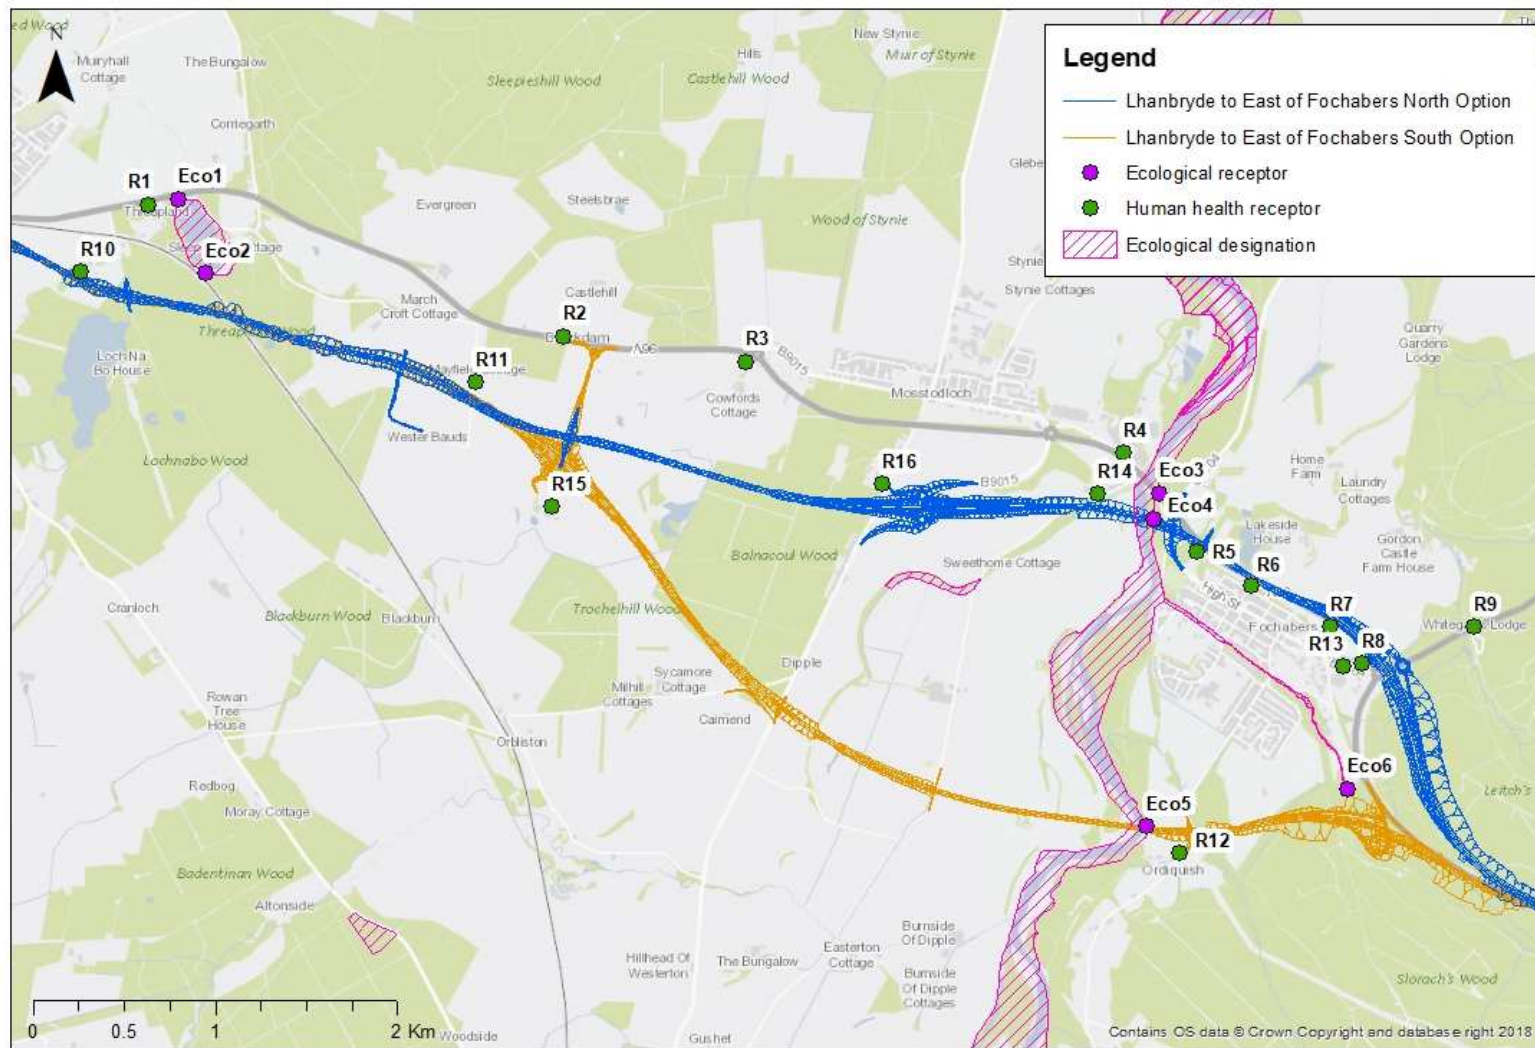 N
Muiryhall
Cottage
The Bungalow
Corriegarth
Sleepieshill Wood
Hills
Castlehill Wood
New Stynie
Muir of Stynie
Legend
Lhanbryde to East of Fochabers North Option
Lhanbryde to East of Fochabers South Option
Ecological receptor
Human health receptor
Ecological designation
R1
Eco1
Threapland
Evergreen
Steelsbrae
Wood of Stynie
Eco2
R10
March
Croft Cottage
Castlehill
Stynie Cottages
Loch Na
Bo House
R2
A96
R3
B9015
R11
Cowfords
Cottage
Mosstodloch
Quarry
Gardens
Lodge
Wester Bauds
Lochnabo Wood
R4
R16
B9015
R14
Eco3
Eco4
Home
Farm
Laundry
Cottages
R15
Balnacoul Wood
Sweethome Cottage
Lakeside
House
Gordon
Castle
Farm House
R5
R6
High St
Cranloch
Blackburn Wood
Blackburn
Trochelhill Wood
Fochabers
R7
R9
R13
R8
Dipple
Sycamore
Cottage
Milhill
Cottages
Cairnend
Rowan
Tree
House
Orbliston
Redbog
Moray Cottage
Eco6
Leitch's
Eco5
R12
Ordiquish
Badentinan Wood
Altonside
Burnside
Of Dipple
Hillhead Of
Westerton
The Bungalow
Easterton
Cottage
Burnside
Of Dipple
Cottages
Slorach's Wood
0 0.5 1 2 Km
Woodside
Gushet
Contains OS data © Crown Copyright and database right 2018